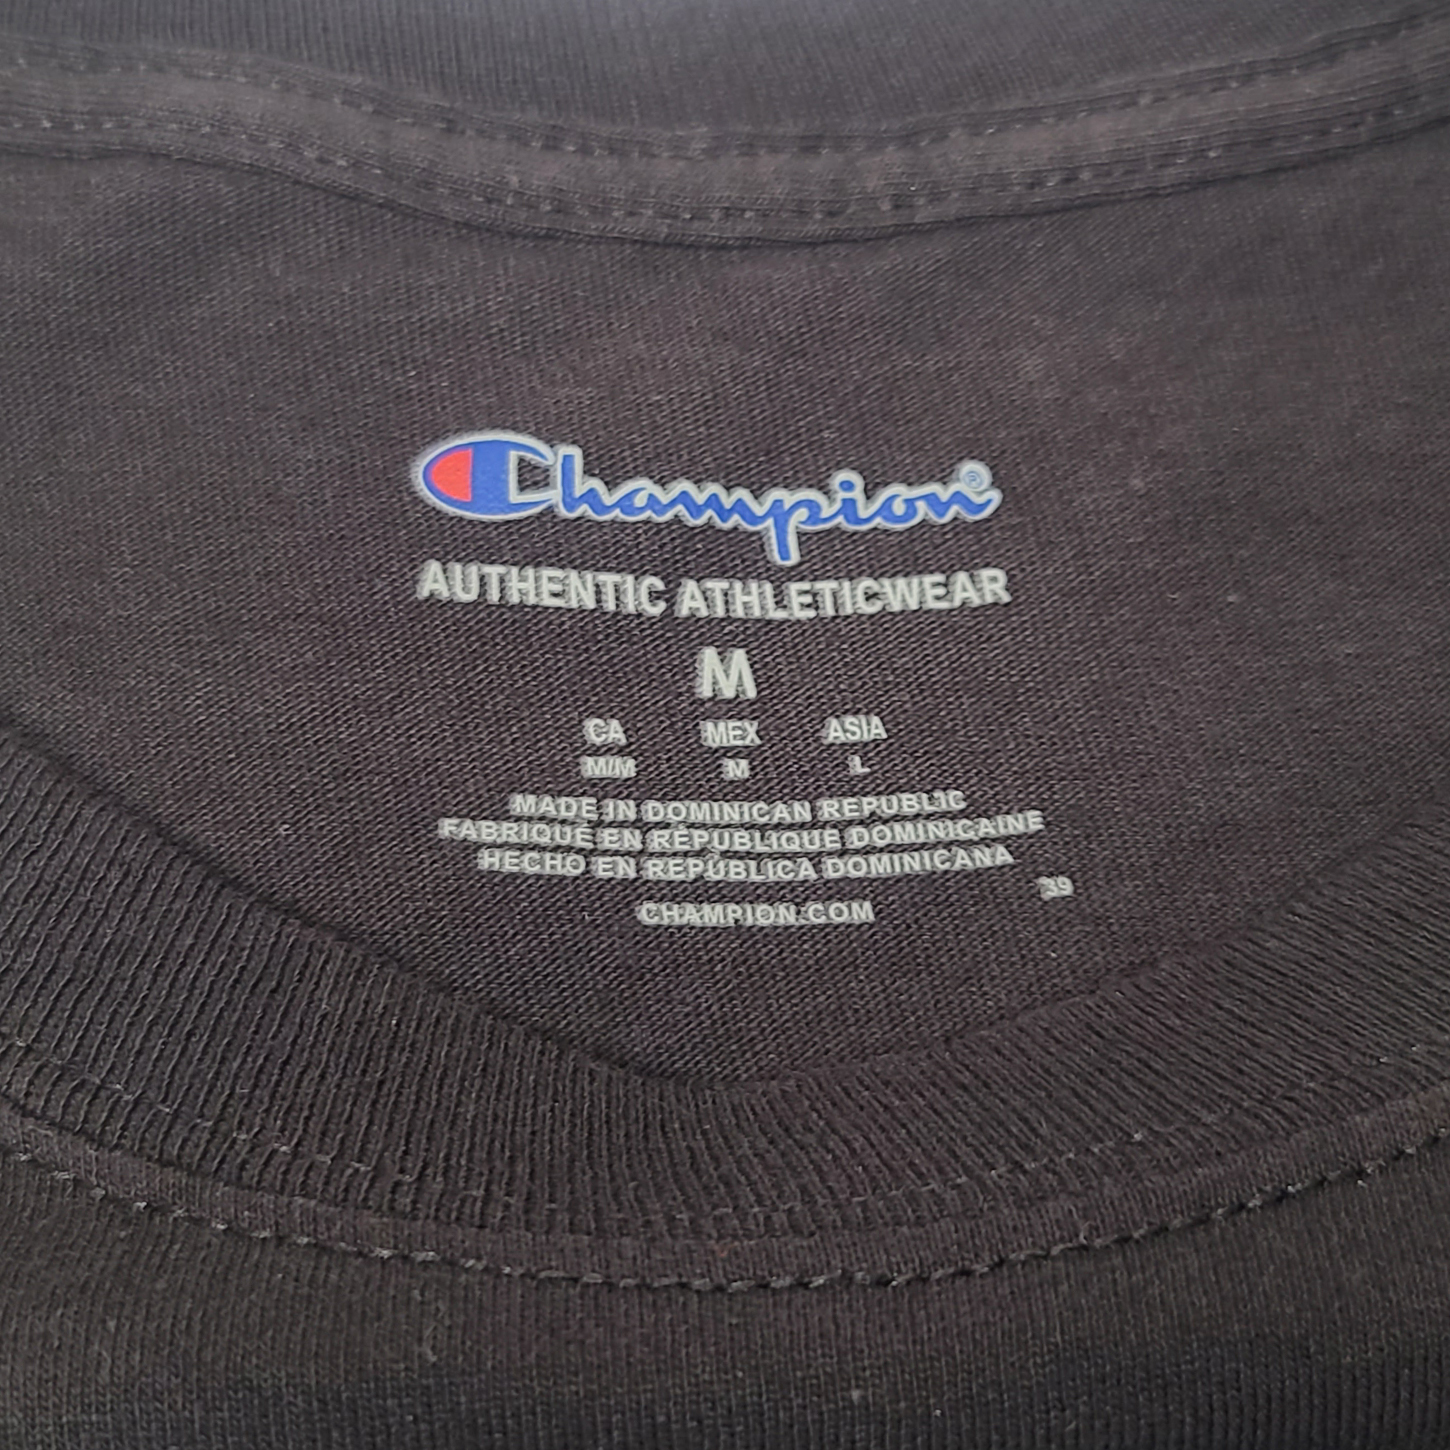 Champion®
AUTHENTIC ATHLETICWEAR
M
CA MEX ASIA
M/M M L
MADE IN DOMINICAN REPUBLIC
FABRIQUÉ EN RÉPUBLIQUE DOMINICAINE
HECHO EN REPÚBLICA DOMINICANA
39
CHAMPION.COM